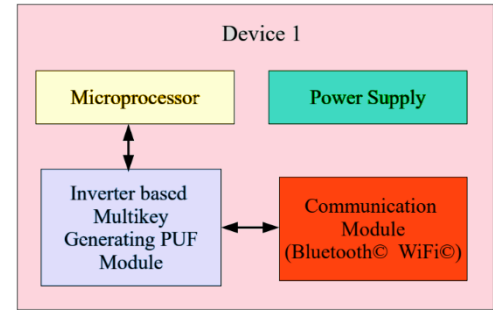 Device 1
Microprocessor
Power Supply
Inverter based
Multikey
Generating PUF
Module
Communication
Module
(Bluetooth© WiFi©)